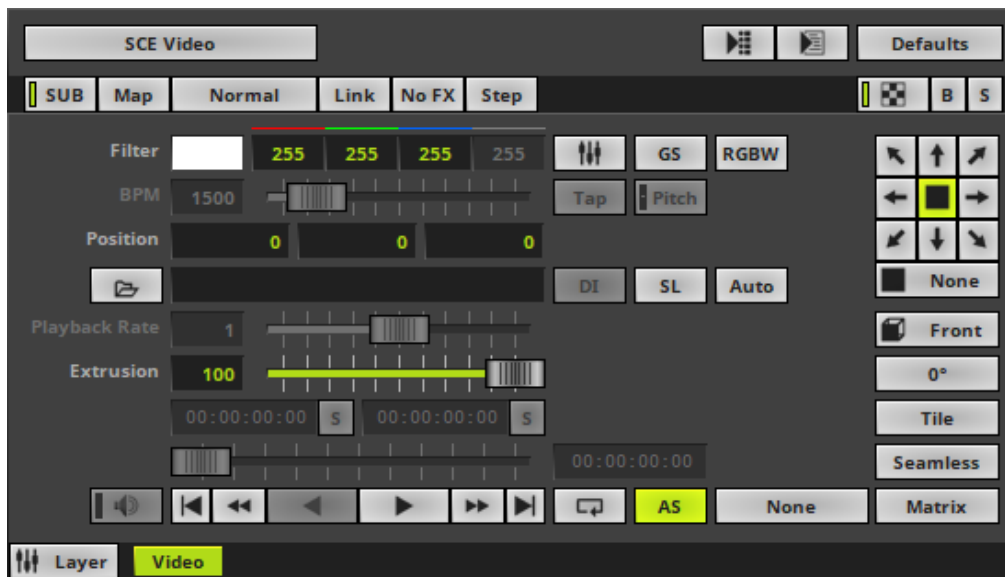 SCE Video Defaults
SUB Map Normal Link No FX Step B S
Filter 255 255 255 255 GS RGBW
BPM 1500 Tap Pitch
Position 0 0 0
None
DI SL Auto
Playback Rate 1 Front
Extrusion 100 0°
00:00:00:00 S 00:00:00:00 S Tile
00:00:00:00 Seamless
AS None Matrix
Layer Video